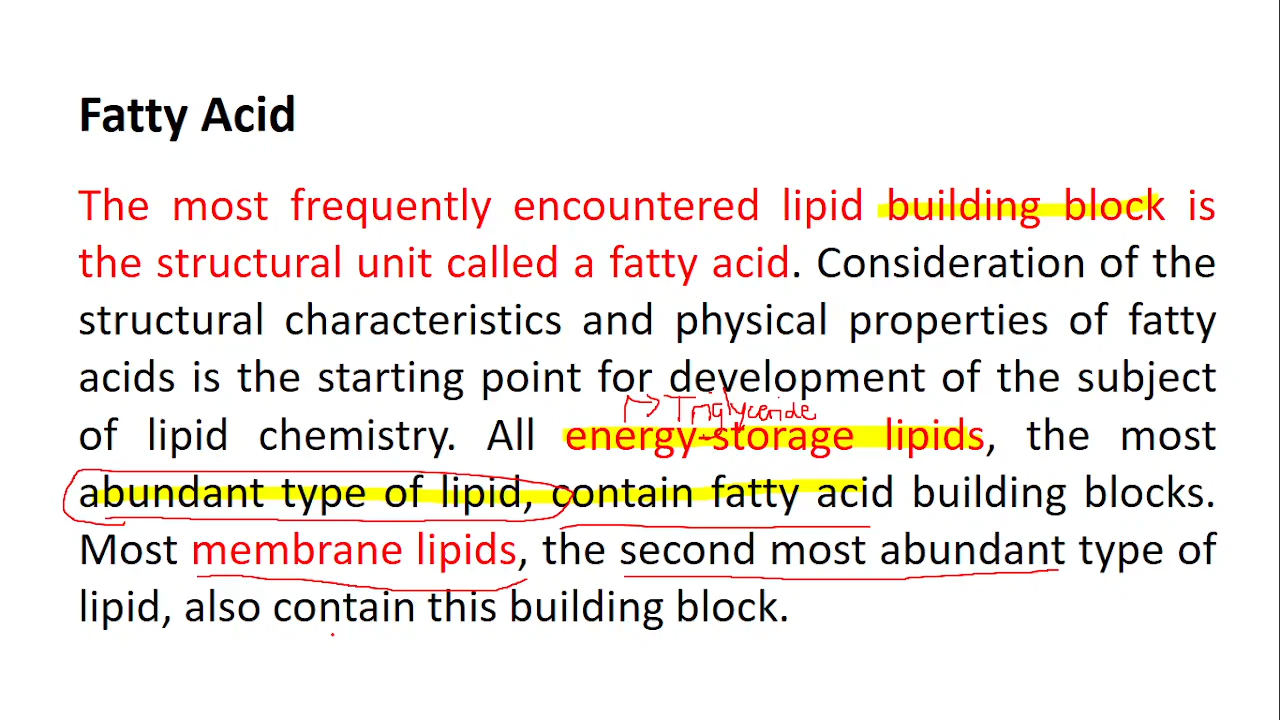 Fatty Acid
The most frequently encountered lipid building block is
the structural unit called a fatty acid. Consideration of the
structural characteristics and physical properties of fatty
acids is the starting point for development of the subject
Triglyceride
of lipid chemistry. All energy-storage lipids, the most
abundant type of lipid, contain fatty acid building blocks.
Most membrane lipids, the second most abundant type of
lipid, also contain this building block.